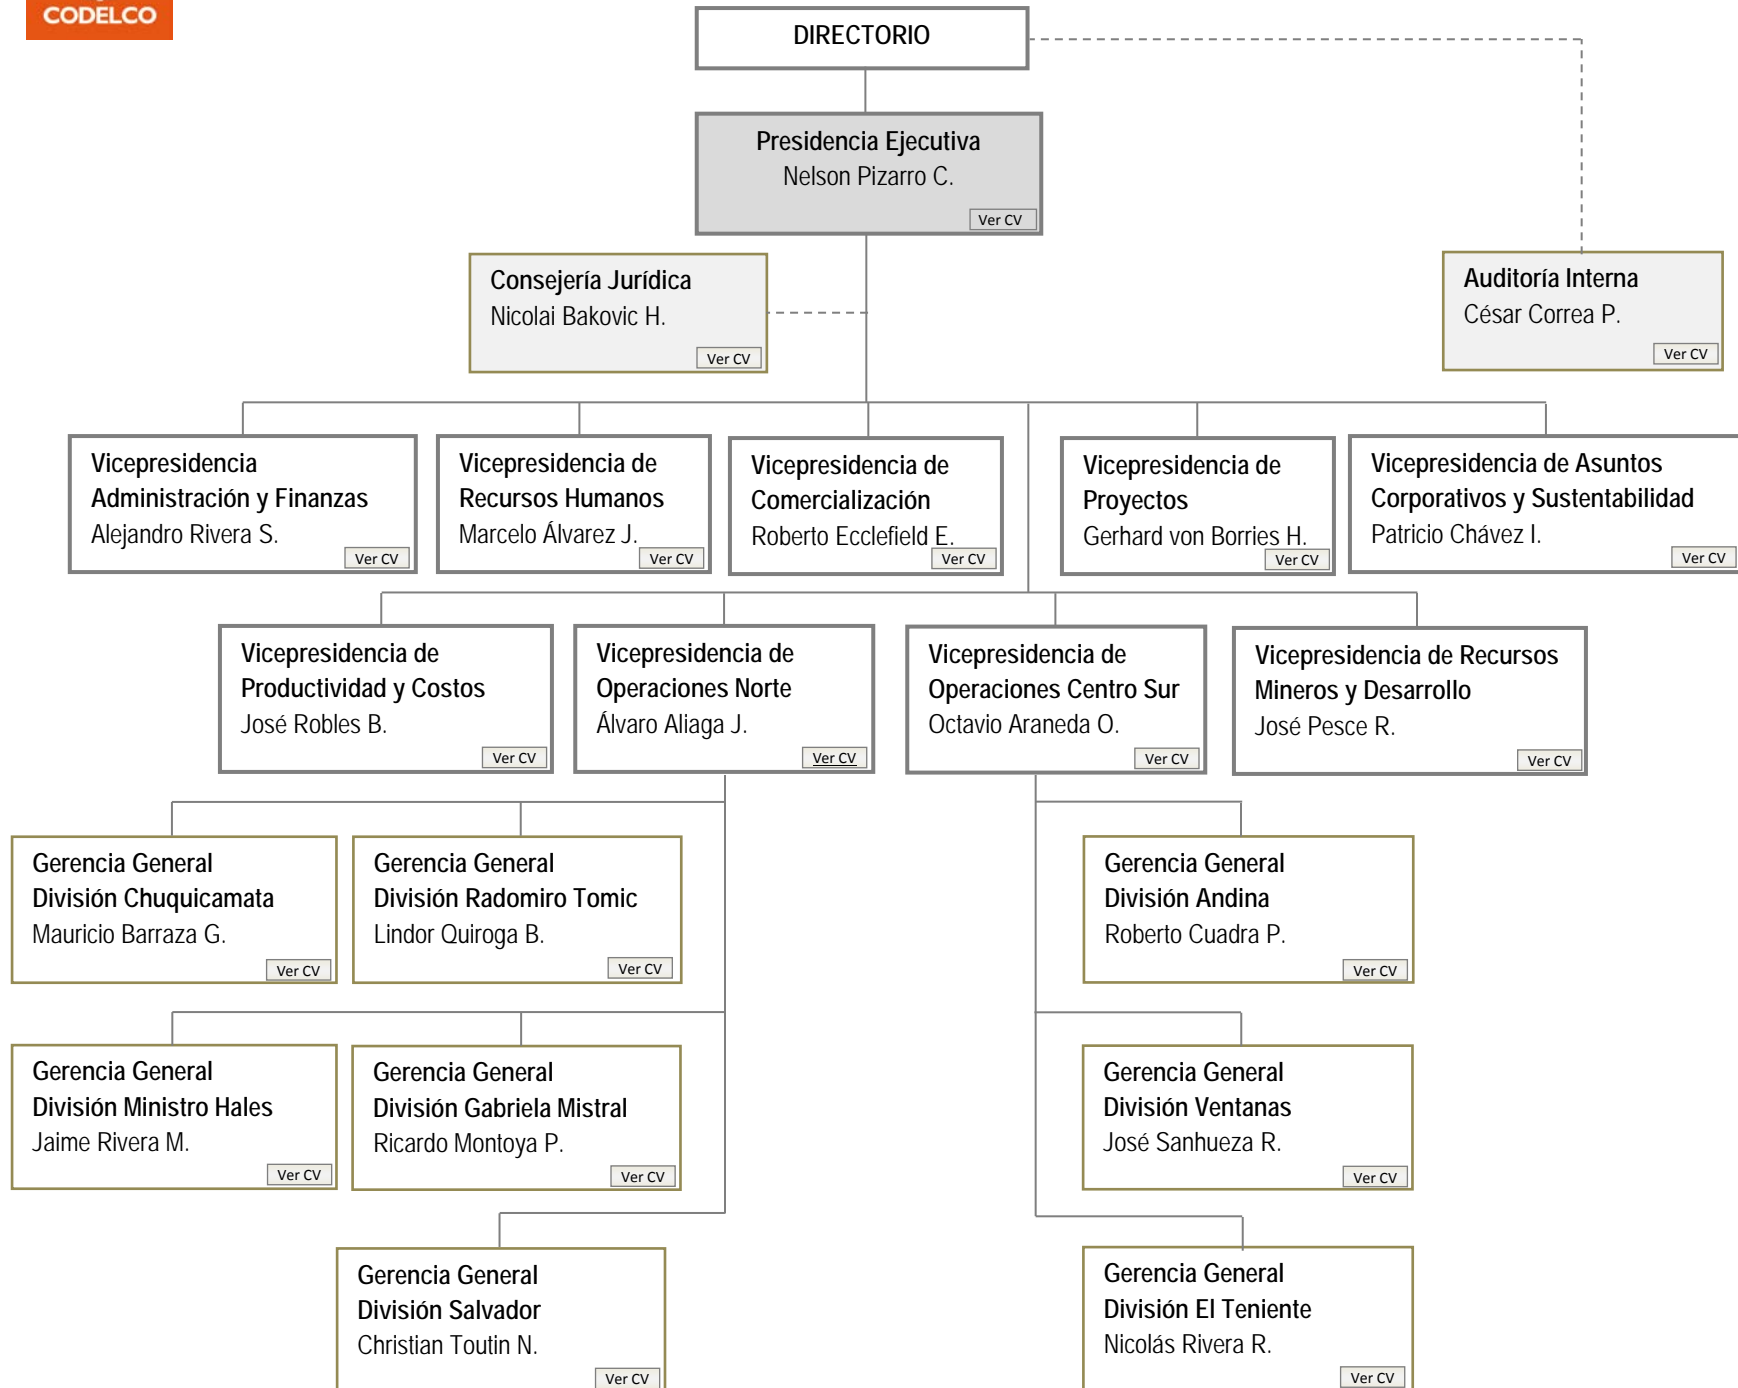 CODELCO
DIRECTORIO
Presidencia Ejecutiva
Nelson Pizarro C.
Ver CV
Consejería Jurídica
Nicolai Bakovic H.
Ver CV
Auditoría Interna
César Correa P.
Ver CV
Vicepresidencia
Administración y Finanzas
Alejandro Rivera S.
Ver CV
Vicepresidencia de
Recursos Humanos
Marcelo Álvarez J.
Ver CV
Vicepresidencia de
Comercialización
Roberto Ecclefield E.
Ver CV
Vicepresidencia de
Proyectos
Gerhard von Borries H.
Ver CV
Vicepresidencia de Asuntos
Corporativos y Sustentabilidad
Patricio Chávez I.
Ver CV
Vicepresidencia de
Productividad y Costos
José Robles B.
Ver CV
Vicepresidencia de
Operaciones Norte
Álvaro Aliaga J.
Ver CV
Vicepresidencia de
Operaciones Centro Sur
Octavio Araneda O.
Ver CV
Vicepresidencia de Recursos
Mineros y Desarrollo
José Pesce R.
Ver CV
Gerencia General
División Chuquicamata
Mauricio Barraza G.
Ver CV
Gerencia General
División Radomiro Tomic
Lindor Quiroga B.
Ver CV
Gerencia General
División Andina
Roberto Cuadra P.
Ver CV
Gerencia General
División Ministro Hales
Jaime Rivera M.
Ver CV
Gerencia General
División Gabriela Mistral
Ricardo Montoya P.
Ver CV
Gerencia General
División Ventanas
José Sanhueza R.
Ver CV
Gerencia General
División Salvador
Christian Toutin N.
Ver CV
Gerencia General
División El Teniente
Nicolás Rivera R.
Ver CV